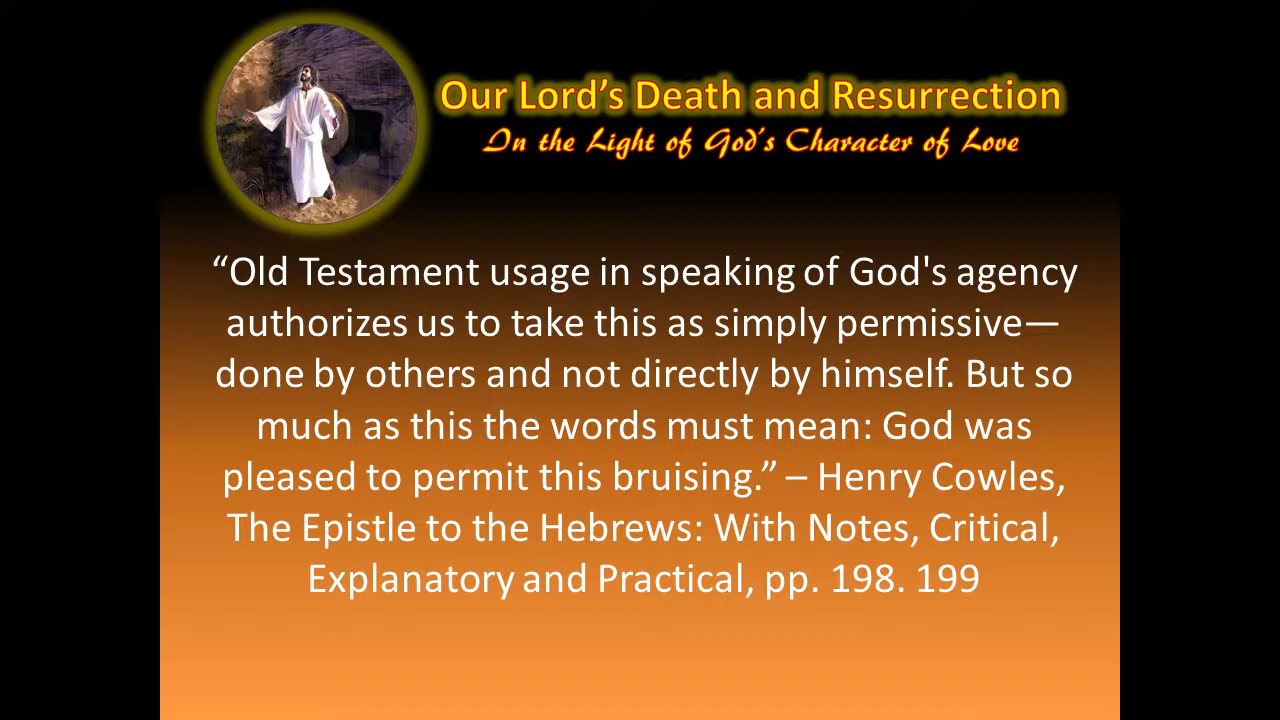 Our Lord’s Death and Resurrection
In the Light of God's Character of Love
“Old Testament usage in speaking of God's agency
authorizes us to take this as simply permissive—
done by others and not directly by himself. But so
much as this the words must mean: God was
pleased to permit this bruising.” – Henry Cowles,
The Epistle to the Hebrews: With Notes, Critical,
Explanatory and Practical, pp. 198. 199